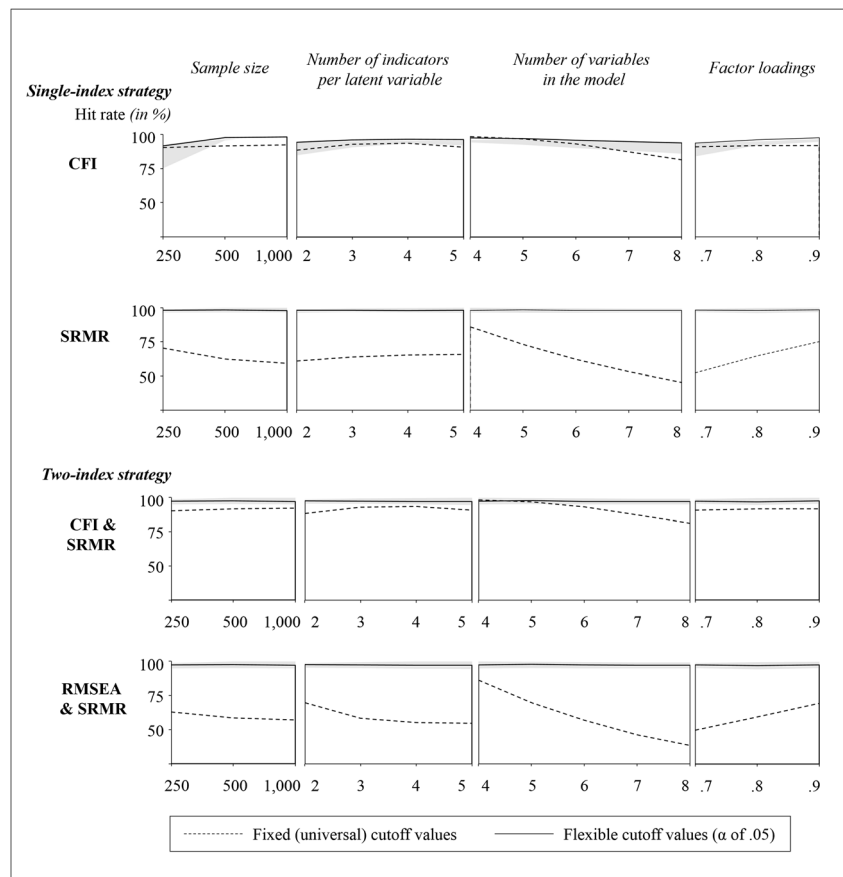 Sample size
Number of indicators
per latent variable
Number of variables
in the model
Factor loadings
Single-index strategy
Hit rate (in %)
CFI
100
75
50
250 500 1,000 2 3 4 5 4 5 6 7 8 .7 .8 .9
SRMR
100
75
50
250 500 1,000 2 3 4 5 4 5 6 7 8 .7 .8 .9
Two-index strategy
CFI &
SRMR
100
75
50
250 500 1,000 2 3 4 5 4 5 6 7 8 .7 .8 .9
RMSEA
& SRMR
100
75
50
250 500 1,000 2 3 4 5 4 5 6 7 8 .7 .8 .9
Fixed (universal) cutoff values
Flexible cutoff values (α of .05)